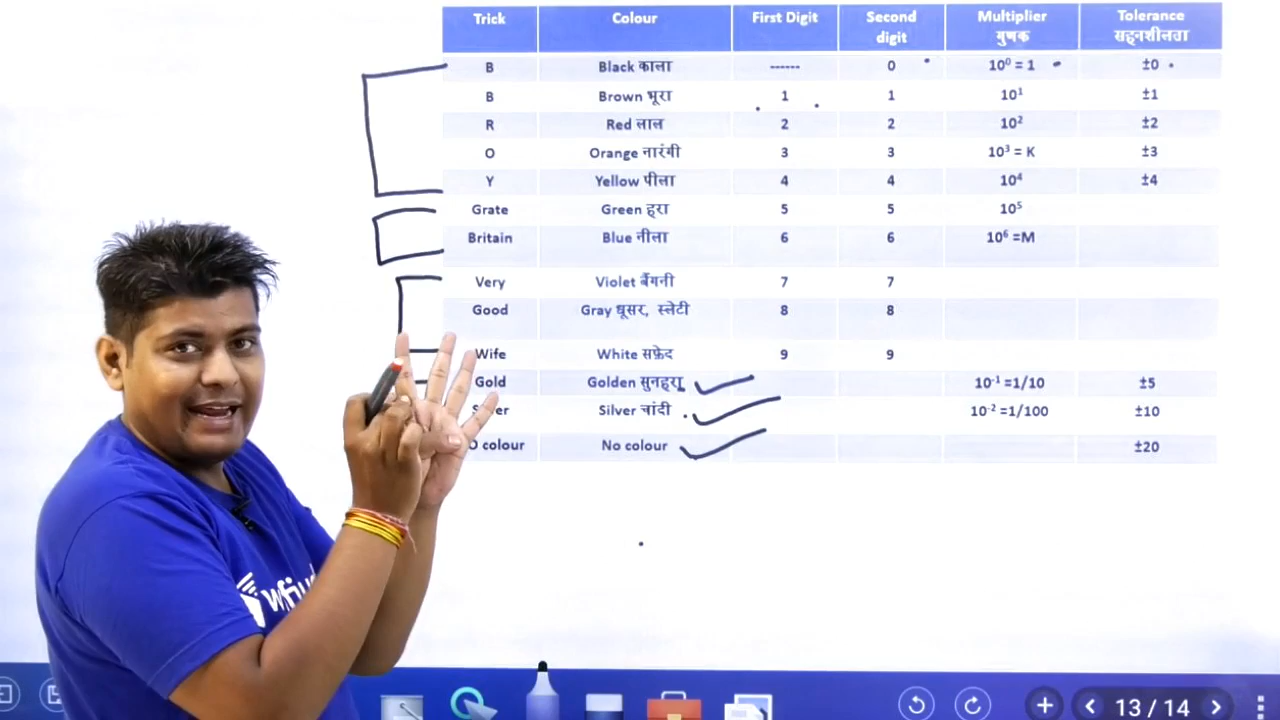 Trick Colour First Digit Second digit Multiplier गुणक Tolerance सहनशीलता
B Black काला ------ 0 10⁰ = 1 ±0
B Brown भूरा 1 1 10¹ ±1
R Red लाल 2 2 10² ±2
O Orange नारंगी 3 3 10³ = K ±3
Y Yellow पीला 4 4 10⁴ ±4
Grate Green हरा 5 5 10⁵
Britain Blue नीला 6 6 10⁶ =M
Very Violet बैंगनी 7 7
Good Gray धूसर, स्लेटी 8 8
Wife White सफ़ेद 9 9
Gold Golden सुनहरा 10⁻¹ =1/10 ±5
Silver चांदी 10⁻² =1/100 ±10
colour No colour ±20
13 / 14